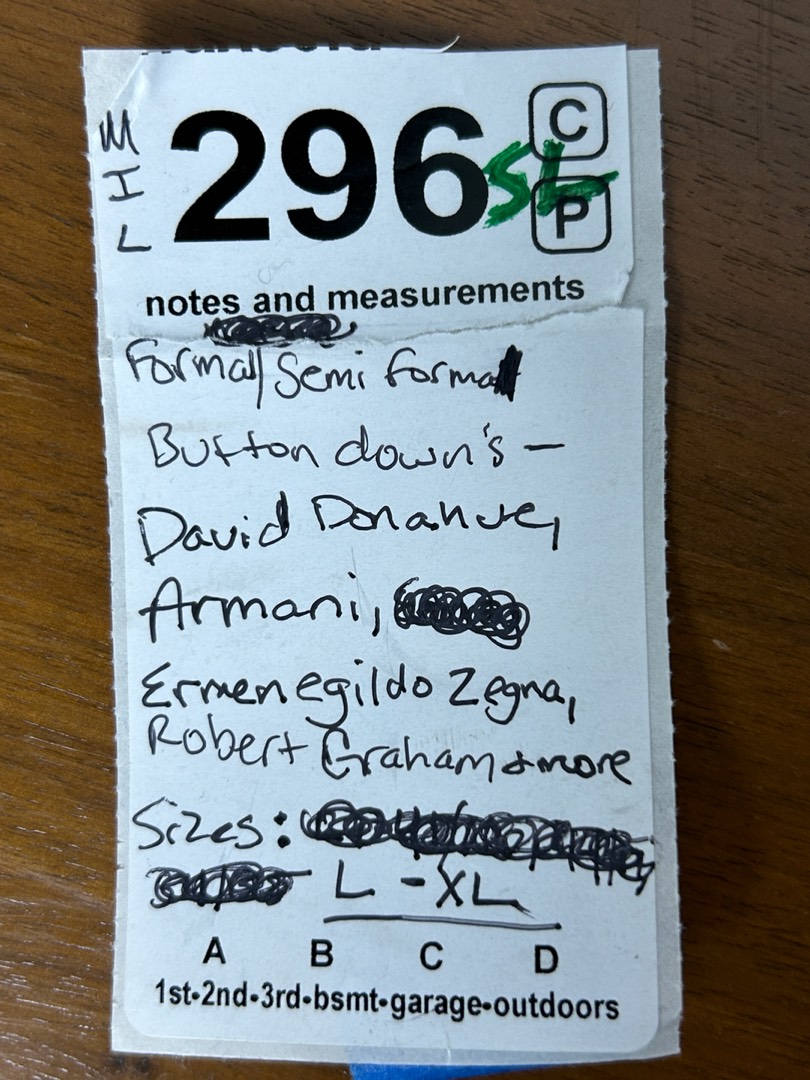 MIL
296
SL
C
P
notes and measurements
Formal/Semi formal
Button down's —
David Donahue,
Armani,
Ermenegildo Zegna,
Robert Graham + more
Sizes:
L - XL
A B C D
1st•2nd•3rd•bsmt•garage•outdoors